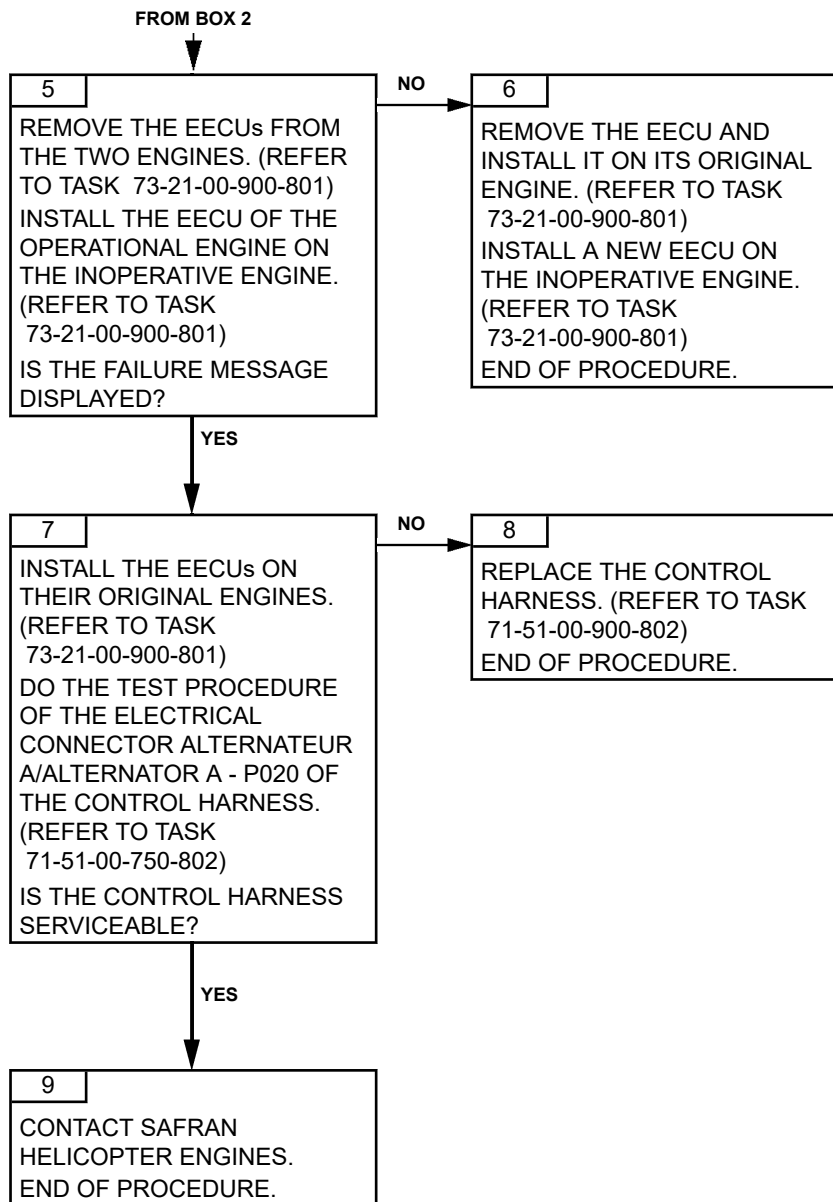 FROM BOX 2
5
REMOVE THE EECUs FROM
THE TWO ENGINES. (REFER
TO TASK 73-21-00-900-801)
INSTALL THE EECU OF THE
OPERATIONAL ENGINE ON
THE INOPERATIVE ENGINE.
(REFER TO TASK
73-21-00-900-801)
IS THE FAILURE MESSAGE
DISPLAYED?
NO
6
REMOVE THE EECU AND
INSTALL IT ON ITS ORIGINAL
ENGINE. (REFER TO TASK
73-21-00-900-801)
INSTALL A NEW EECU ON
THE INOPERATIVE ENGINE.
(REFER TO TASK
73-21-00-900-801)
END OF PROCEDURE.
YES
7
INSTALL THE EECUs ON
THEIR ORIGINAL ENGINES.
(REFER TO TASK
73-21-00-900-801)
DO THE TEST PROCEDURE
OF THE ELECTRICAL
CONNECTOR ALTERNATEUR
A/ALTERNATOR A - P020 OF
THE CONTROL HARNESS.
(REFER TO TASK
71-51-00-750-802)
IS THE CONTROL HARNESS
SERVICEABLE?
NO
8
REPLACE THE CONTROL
HARNESS. (REFER TO TASK
71-51-00-900-802)
END OF PROCEDURE.
YES
9
CONTACT SAFRAN
HELICOPTER ENGINES.
END OF PROCEDURE.